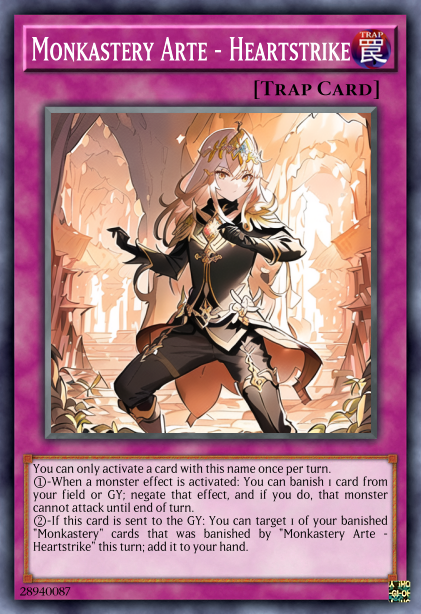 Monkastery Arte - Heartstrike
TRAP
罠
[Trap Card]
You can only activate a card with this name once per turn.
①-When a monster effect is activated: You can banish 1 card from
your field or GY; negate that effect, and if you do, that monster
cannot attack until end of turn.
②-If this card is sent to the GY: You can target 1 of your banished
"Monkastery" cards that was banished by "Monkastery Arte -
Heartstrike" this turn; add it to your hand.
28940087